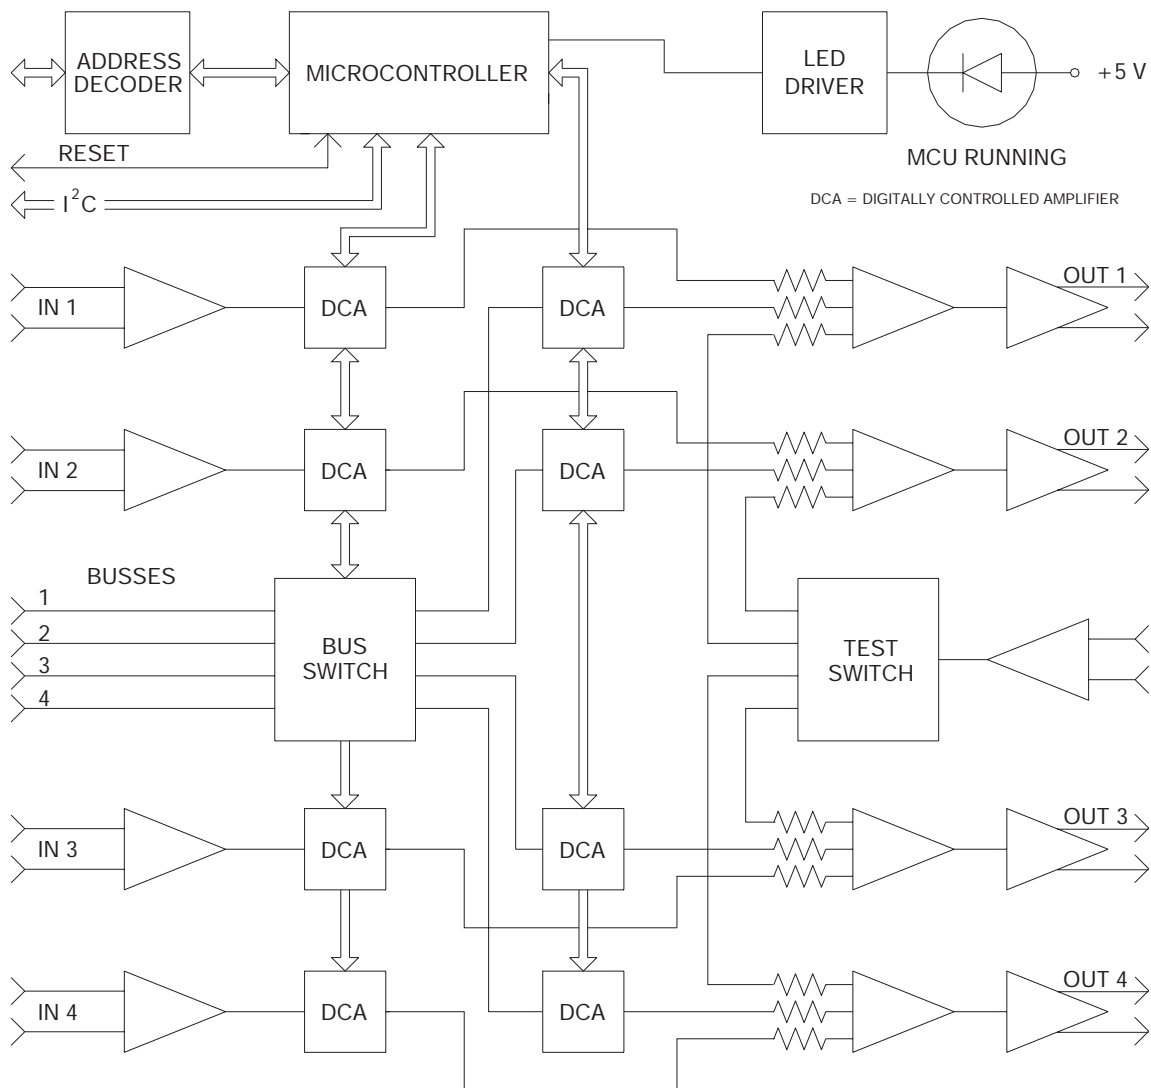 ADDRESS
DECODER
MICROCONTROLLER
LED
DRIVER
+5 V
RESET
MCU RUNNING
I²C
DCA = DIGITALLY CONTROLLED AMPLIFIER
IN 1
DCA
DCA
OUT 1
IN 2
DCA
DCA
OUT 2
BUSSES
1
2
3
4
BUS
SWITCH
TEST
SWITCH
IN 3
DCA
DCA
OUT 3
IN 4
DCA
DCA
OUT 4